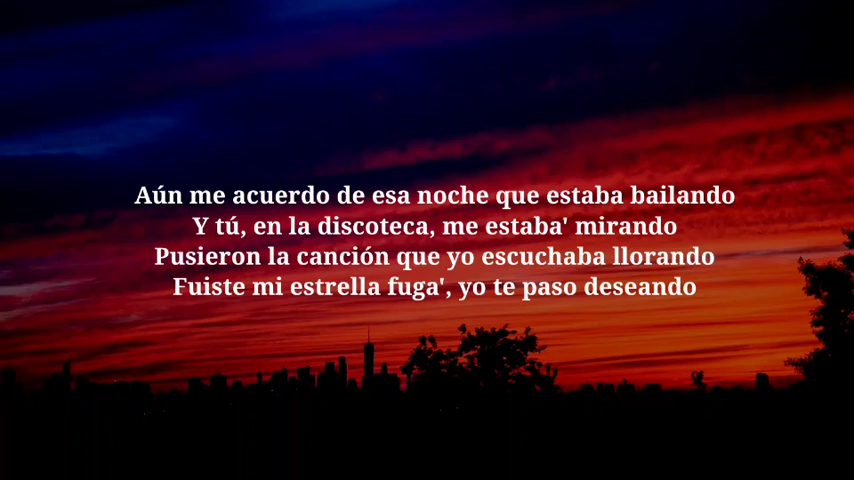 Aún me acuerdo de esa noche que estaba bailando
Y tú, en la discoteca, me estaba' mirando
Pusieron la canción que yo escuchaba llorando
Fuiste mi estrella fuga', yo te paso deseando